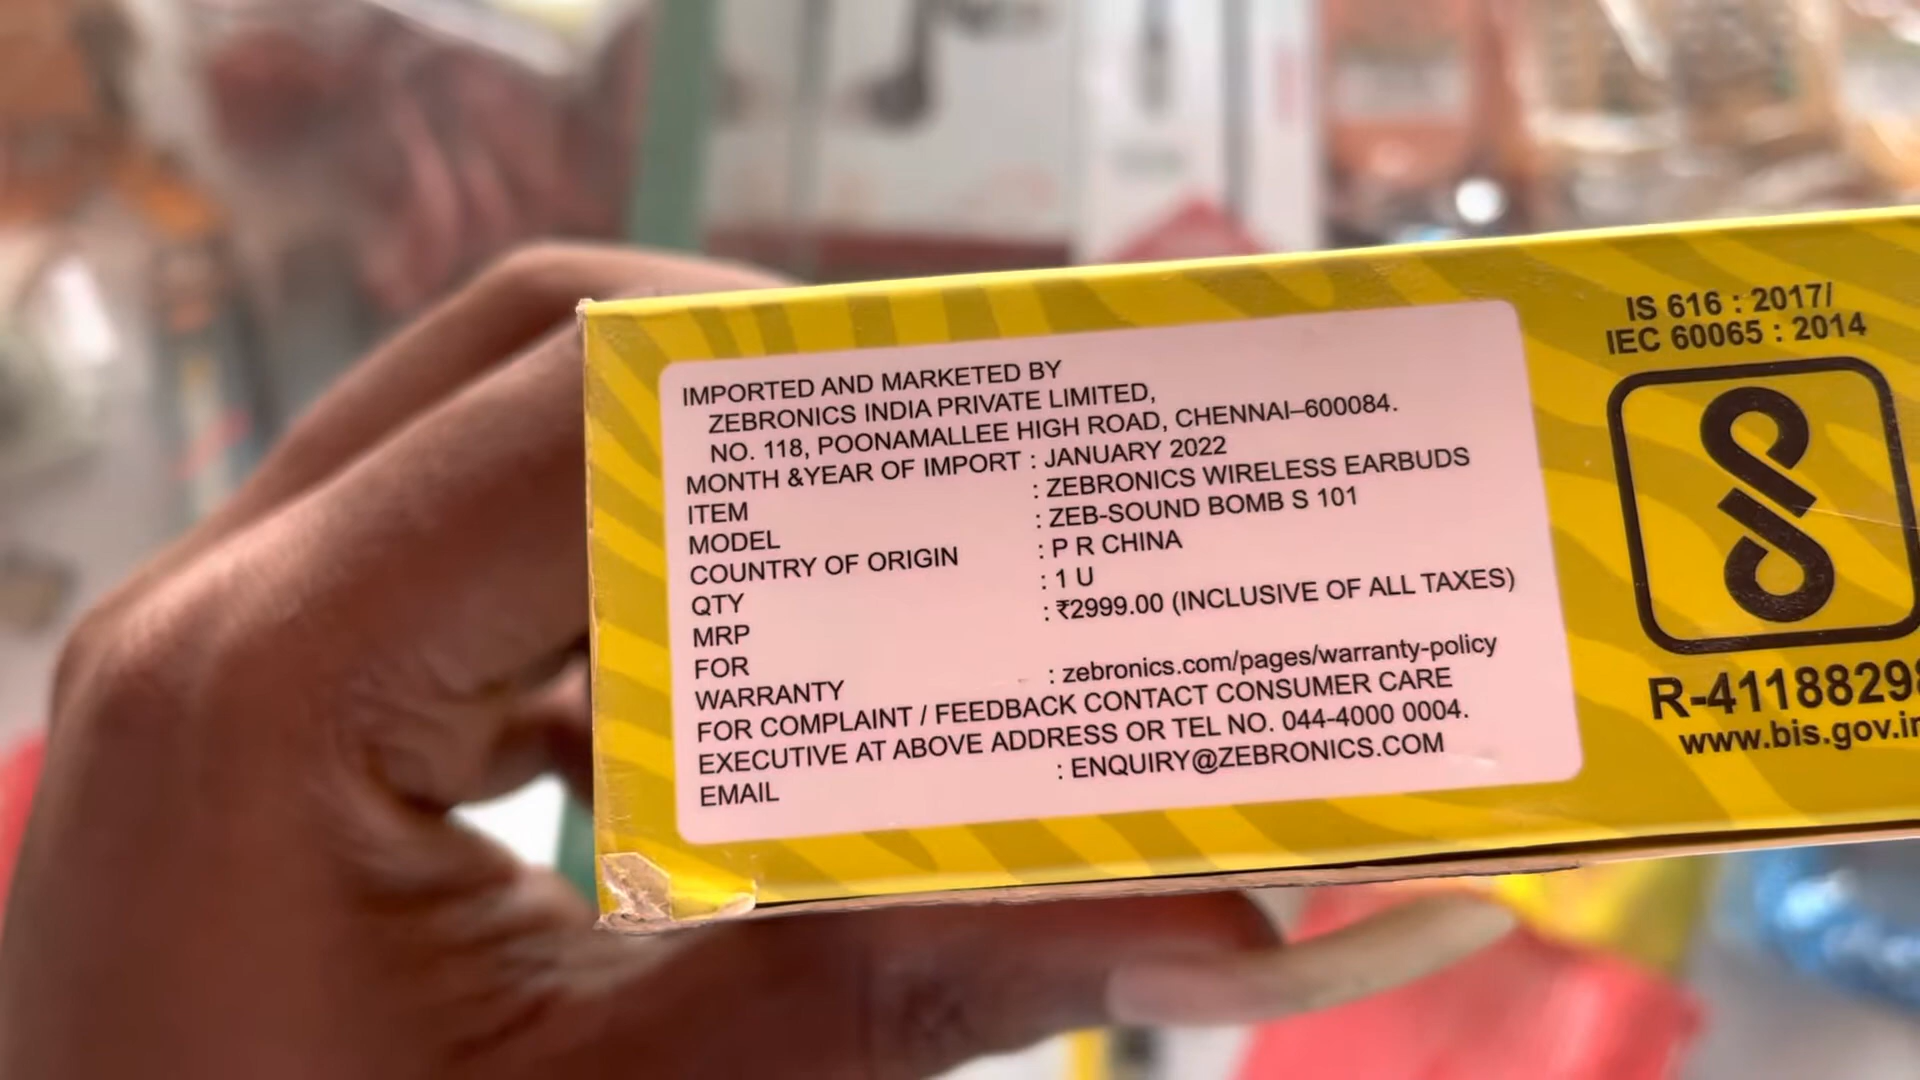 IMPORTED AND MARKETED BY
ZEBRONICS INDIA PRIVATE LIMITED,
NO. 118, POONAMALLEE HIGH ROAD, CHENNAI–600084.
MONTH &YEAR OF IMPORT : JANUARY 2022
ITEM : ZEBRONICS WIRELESS EARBUDS
MODEL : ZEB-SOUND BOMB S 101
COUNTRY OF ORIGIN : P R CHINA
QTY : 1 U
MRP : ₹2999.00 (INCLUSIVE OF ALL TAXES)
FOR
WARRANTY : zebronics.com/pages/warranty-policy
FOR COMPLAINT / FEEDBACK CONTACT CONSUMER CARE
EXECUTIVE AT ABOVE ADDRESS OR TEL NO. 044-4000 0004.
EMAIL : ENQUIRY@ZEBRONICS.COM
IS 616 : 2017/
IEC 60065 : 2014
R-4118829
www.bis.gov.in